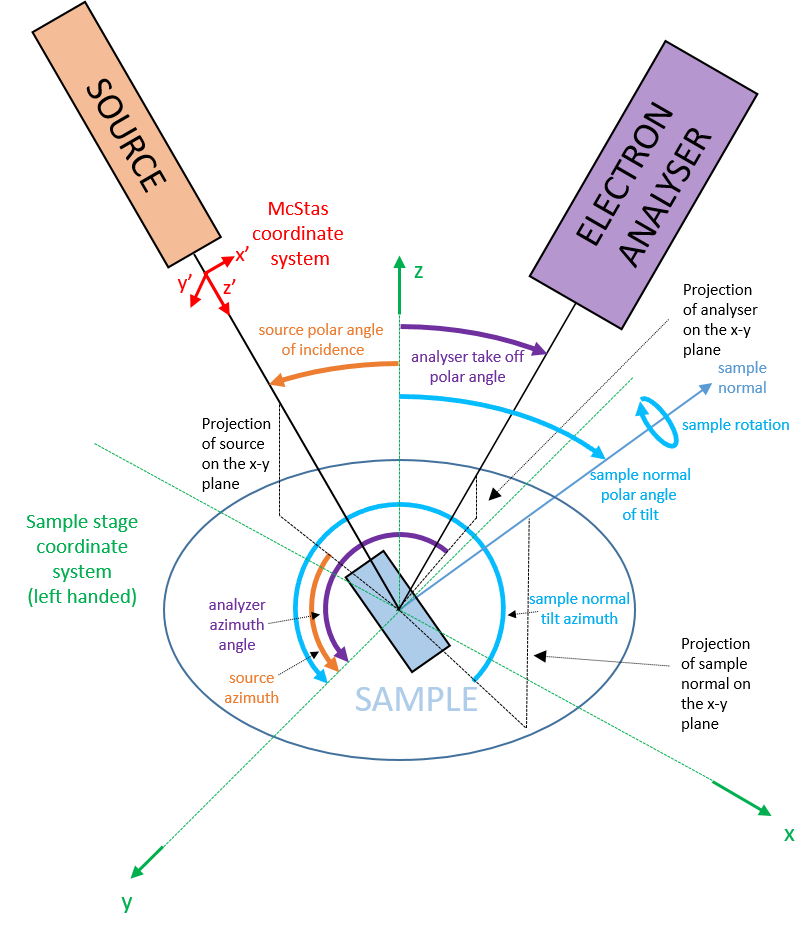 SOURCE
ELECTRON
ANALYSER
McStas
coordinate
system
x’
y’
z’
z
Projection
of analyser
on the x-y
plane
source polar angle
of incidence
analyser take off
polar angle
sample
normal
sample rotation
Projection
of source
on the x-y
plane
sample normal
polar angle
of tilt
Sample stage
coordinate
system
(left handed)
analyzer
azimuth
angle
sample normal
tilt azimuth
source
azimuth
SAMPLE
Projection
of sample
normal on
the x-y
plane
x
y